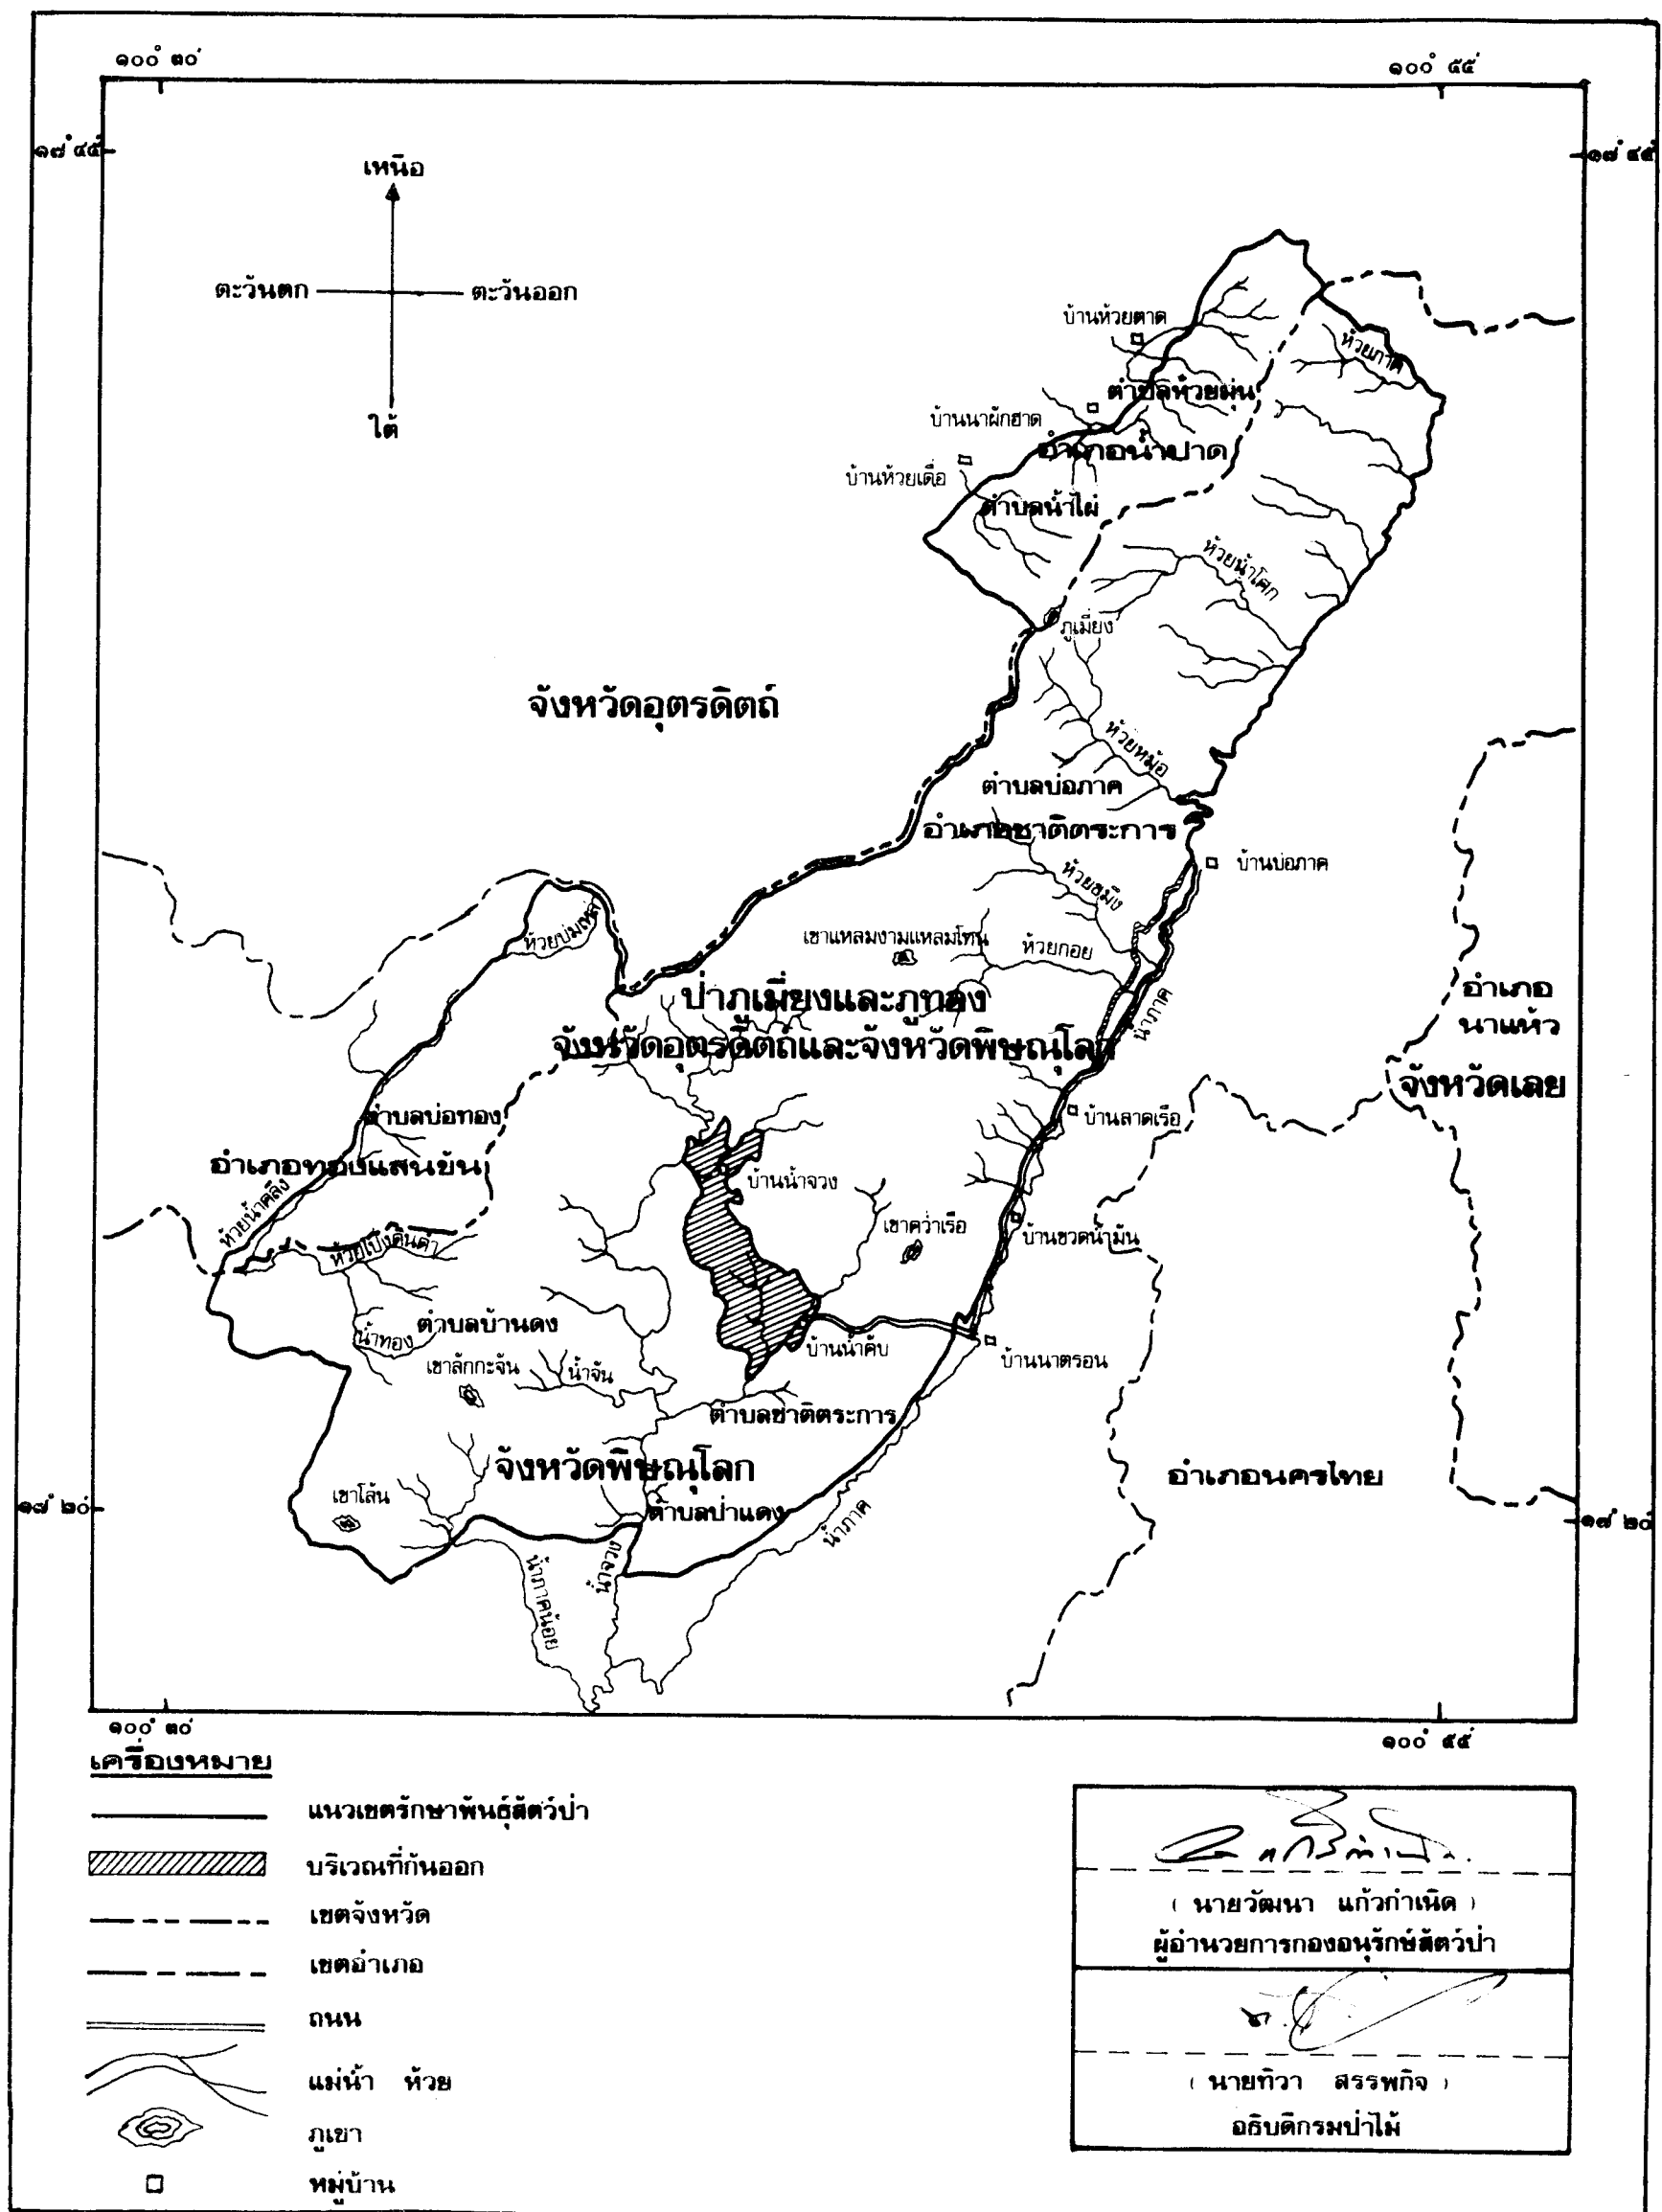 ๑๐๐° ๓๐'
๑๐๐° ๕๕'
๑๗° ๔๕'
๑๗° ๔๕'
เหนือ
ตะวันตก
ตะวันออก
ใต้
บ้านห้วยตาด
ห้วยภาค
ตำบลห้วยมุ่น
บ้านนาผักฮาด
อำเภอน้ำปาด
บ้านห้วยเดื่อ
ตำบลน้ำไผ่
ห้วยน้ำโศก
ภูเมี่ยง
จังหวัดอุตรดิตถ์
ห้วยหม้อ
ตำบลบ่อภาค
อำเภอชาติตระการ
บ้านบ่อภาค
ห้วยขมิ้ง
เขาแหลมงามแหลมโทน
ห้วยกอย
ห้วยบ่มเหล้า
ป่าภูเมี่ยงและภูทอง
จังหวัดอุตรดิตถ์และจังหวัดพิษณุโลก
น้ำภาค
อำเภอ
นาแห้ว
จังหวัดเลย
ตำบลบ่อทอง
บ้านลาดเรือ
อำเภอทองแสนขัน
บ้านน้ำจวง
ห้วยน้ำคลึง
เขาคว่ำเรือ
บ้านขวดน้ำมัน
ห้วยโป่งดินดำ
น้ำทอง
ตำบลบ้านดง
บ้านน้ำคับ
บ้านนาตรอน
เขาลักกะจัน
น้ำจัน
ตำบลชาติตระการ
จังหวัดพิษณุโลก
อำเภอนครไทย
เขาโล้น
ตำบลป่าแดง
๑๗° ๒๐'
๑๗° ๒๐'
น้ำภาค
น้ำภาคน้อย
น้ำจวง
๑๐๐° ๓๐'
๑๐๐° ๕๕'
เครื่องหมาย
แนวเขตรักษาพันธุ์สัตว์ป่า
บริเวณที่กันออก
เขตจังหวัด
เขตอำเภอ
ถนน
แม่น้ำ ห้วย
ภูเขา
หมู่บ้าน
( นายวัฒนา แก้วกำเนิด )
ผู้อำนวยการกองอนุรักษ์สัตว์ป่า
( นายทิวา สรรพกิจ )
อธิบดีกรมป่าไม้